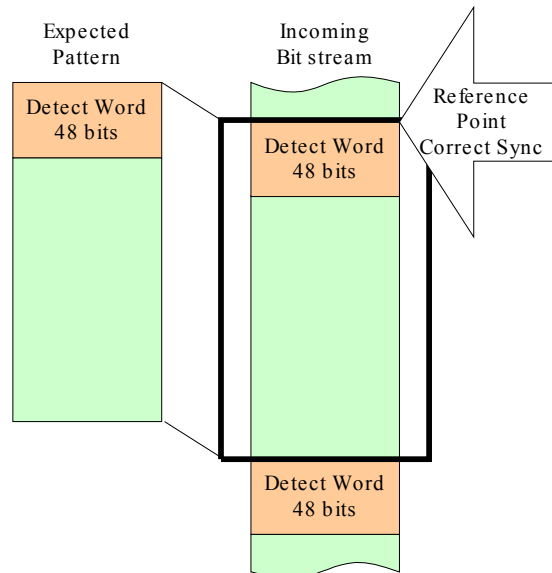 Expected
Pattern
Incoming
Bit stream
Detect Word
48 bits
Detect Word
48 bits
Reference
Point
Correct Sync
Detect Word
48 bits